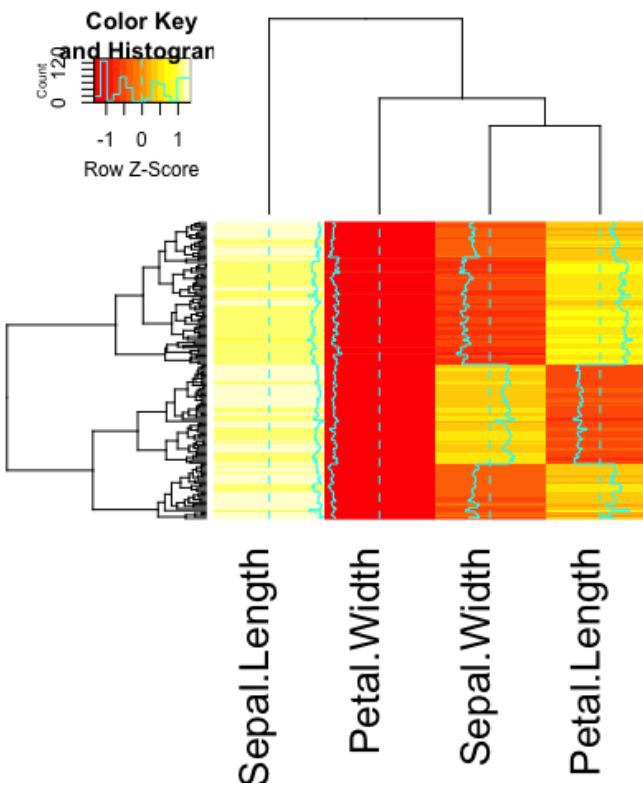 Color Key
and Histogram
Count
0
120
-1 0 1
Row Z-Score
Sepal.Length
Petal.Width
Sepal.Width
Petal.Length